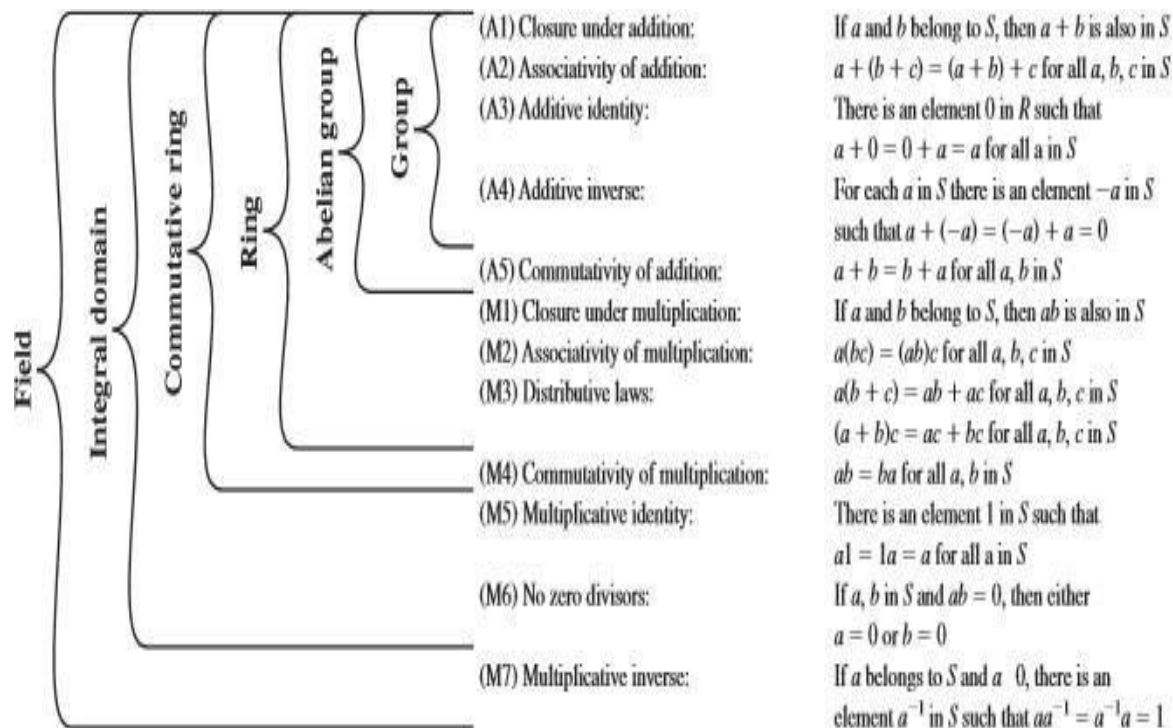 Field
Integral domain
Commutative ring
Ring
Abelian group
Group
(A1) Closure under addition: If a and b belong to S, then a + b is also in S
(A2) Associativity of addition: a + (b + c) = (a + b) + c for all a, b, c in S
(A3) Additive identity: There is an element 0 in R such that
a + 0 = 0 + a = a for all a in S
(A4) Additive inverse: For each a in S there is an element −a in S
such that a + (−a) = (−a) + a = 0
(A5) Commutativity of addition: a + b = b + a for all a, b in S
(M1) Closure under multiplication: If a and b belong to S, then ab is also in S
(M2) Associativity of multiplication: a(bc) = (ab)c for all a, b, c in S
(M3) Distributive laws: a(b + c) = ab + ac for all a, b, c in S
(a + b)c = ac + bc for all a, b, c in S
(M4) Commutativity of multiplication: ab = ba for all a, b in S
(M5) Multiplicative identity: There is an element 1 in S such that
a1 = 1a = a for all a in S
(M6) No zero divisors: If a, b in S and ab = 0, then either
a = 0 or b = 0
(M7) Multiplicative inverse: If a belongs to S and a 0, there is an
element a⁻¹ in S such that aa⁻¹ = a⁻¹a = 1